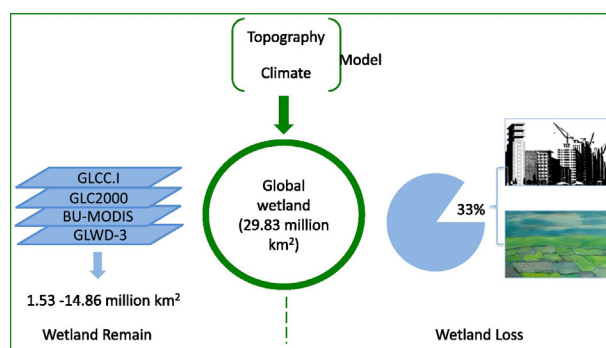 Topography
Climate
Model
GLCC.I
GLC2000
BU-MODIS
GLWD-3
1.53 -14.86 million km²
Wetland Remain
Global
wetland
(29.83 million
km²)
33%
Wetland Loss